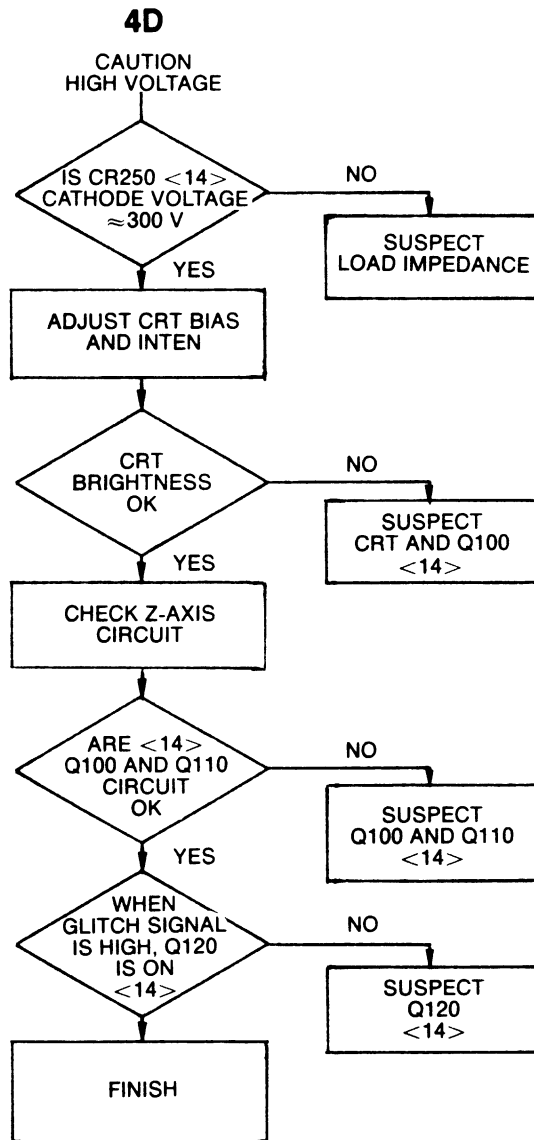 4D
CAUTION
HIGH VOLTAGE
IS CR250 <14>
CATHODE VOLTAGE
≈300 V
NO
SUSPECT
LOAD IMPEDANCE
YES
ADJUST CRT BIAS
AND INTEN
CRT
BRIGHTNESS
OK
NO
SUSPECT
CRT AND Q100
<14>
YES
CHECK Z-AXIS
CIRCUIT
ARE <14>
Q100 AND Q110
CIRCUIT
OK
NO
SUSPECT
Q100 AND Q110
<14>
YES
WHEN
GLITCH SIGNAL
IS HIGH, Q120
IS ON
<14>
NO
SUSPECT
Q120
<14>
FINISH